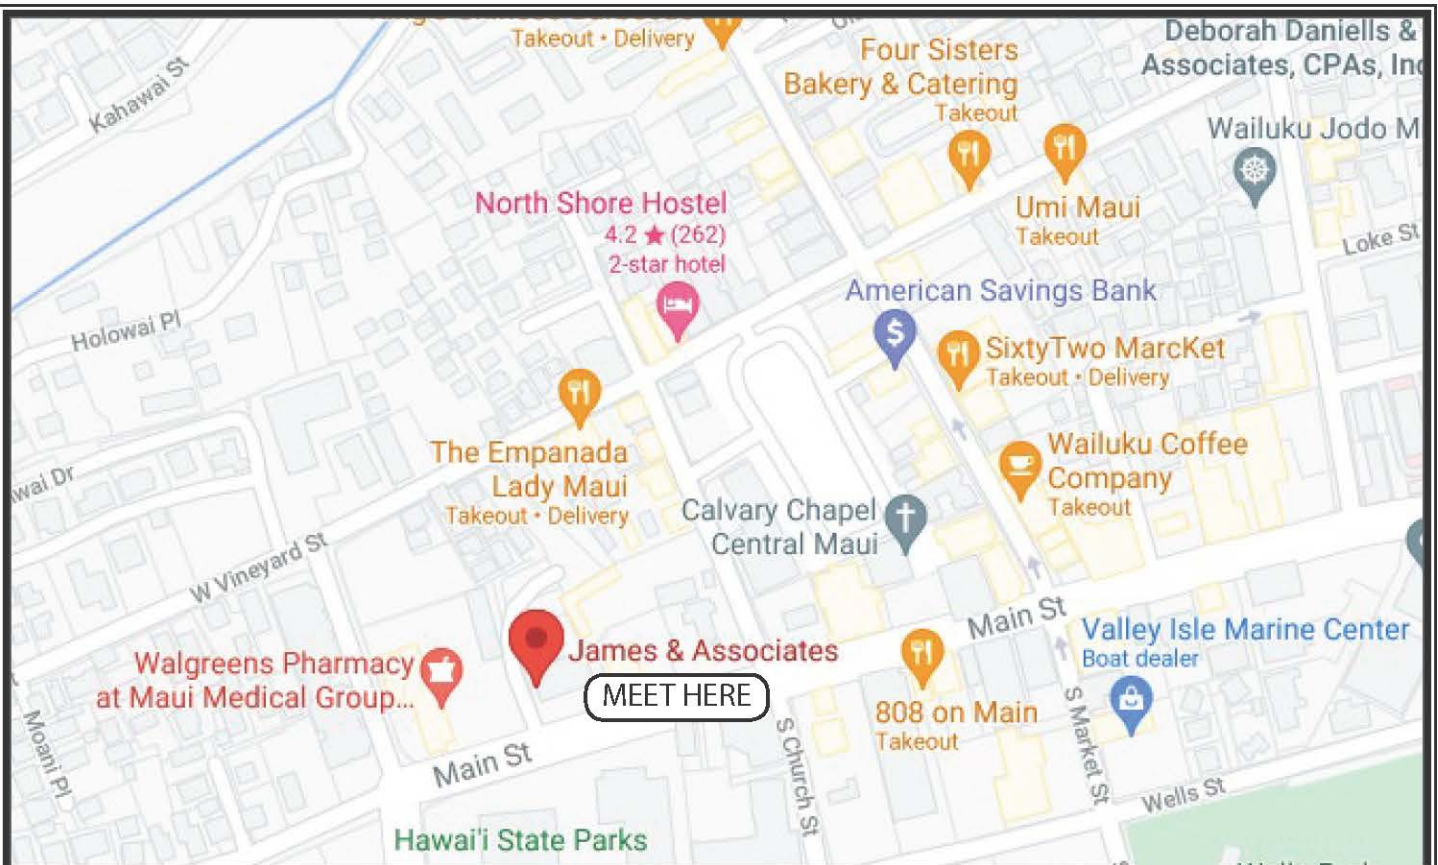 Takeout • Delivery
Kahawai St
Four Sisters
Bakery & Catering
Takeout
Deborah Daniells &
Associates, CPAs, Inc
Wailuku Jodo M
North Shore Hostel
4.2 ★ (262)
2-star hotel
Umi Maui
Takeout
Loke St
Holowai Pl
American Savings Bank
SixtyTwo MarcKet
Takeout • Delivery
The Empanada
Lady Maui
Takeout • Delivery
Wailuku Coffee
Company
Takeout
wai Dr
Calvary Chapel
Central Maui
W Vineyard St
Main St
Valley Isle Marine Center
Boat dealer
James & Associates
MEET HERE
Walgreens Pharmacy
at Maui Medical Group...
808 on Main
Takeout
Moani Pl
Main St
S Church St
S Market St
Wells St
Hawai'i State Parks